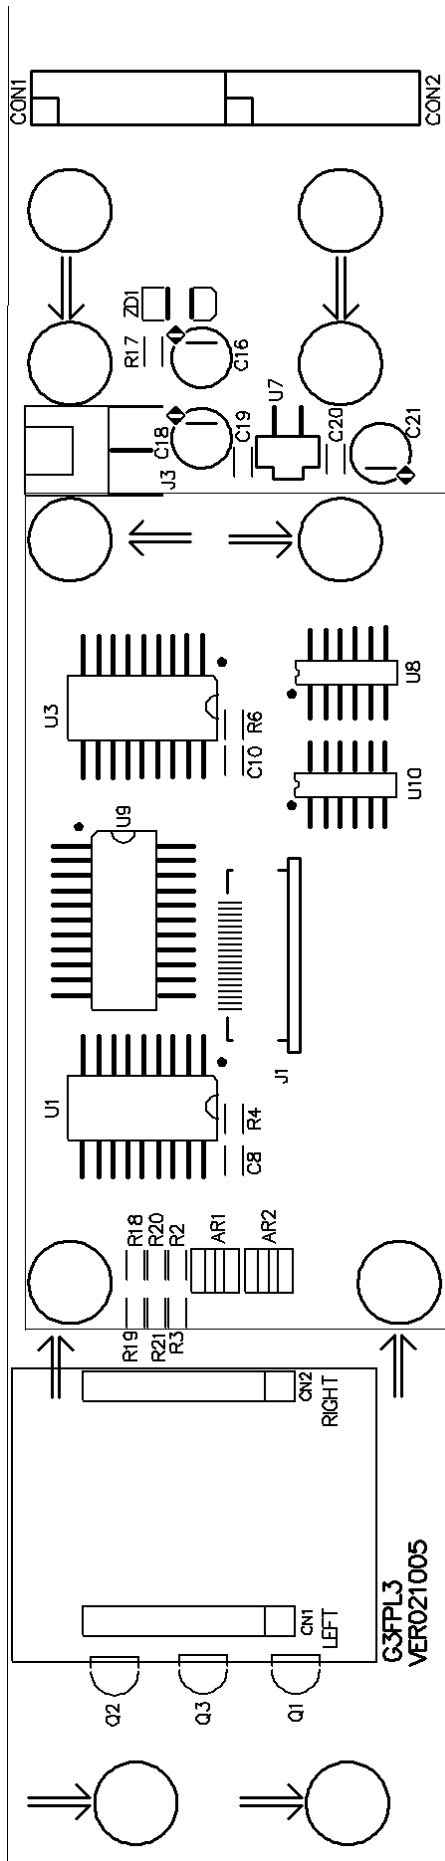 CON1
CON2
ZD1
R17
C16
U7
C18
C19
C20
C21
J3
U3
U8
R6
C10
U10
U9
J1
U1
R4
C8
R18
R20
R2
AR1
AR2
R19
R21
R3
CN2
RIGHT
CN1
LEFT
G3FPL3
VER021005
Q2
Q3
Q1